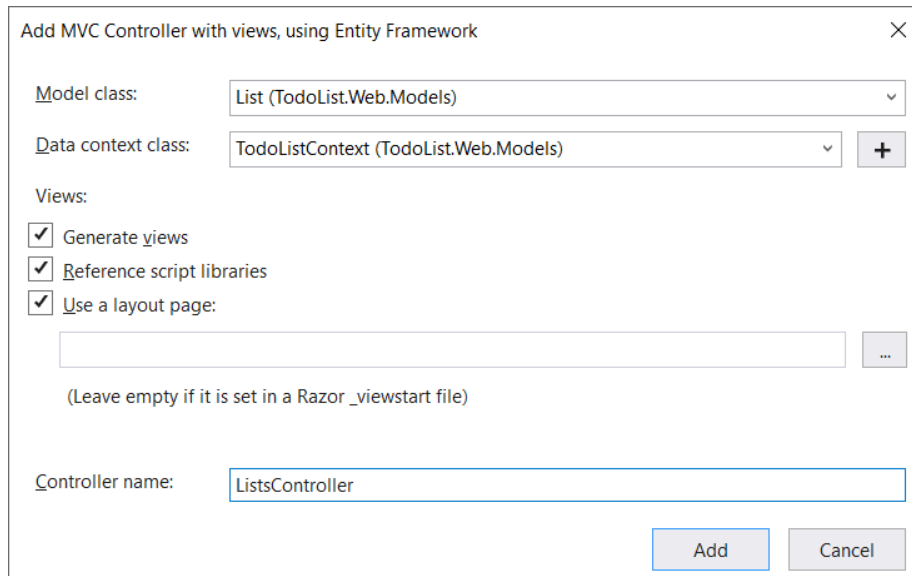 Add MVC Controller with views, using Entity Framework
Model class: List (TodoList.Web.Models)
Data context class: TodoListContext (TodoList.Web.Models) +
Views:
Generate views
Reference script libraries
Use a layout page:
...
(Leave empty if it is set in a Razor _viewstart file)
Controller name: ListsController
Add Cancel